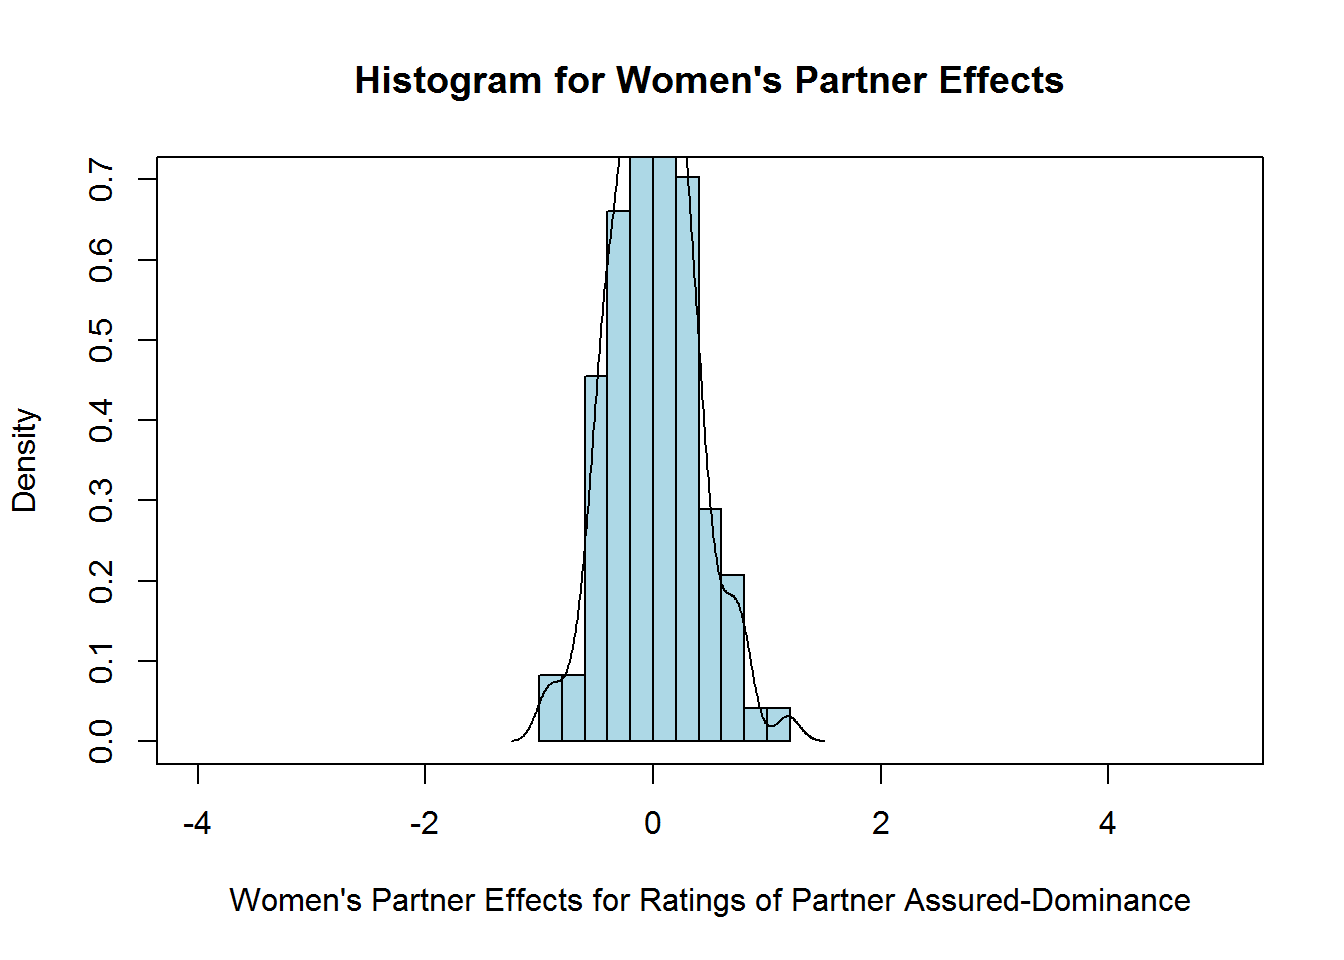 Histogram for Women's Partner Effects
Density
0.7
0.6
0.5
0.4
0.3
0.2
0.1
0.0
-4 -2 0 2 4
Women's Partner Effects for Ratings of Partner Assured-Dominance